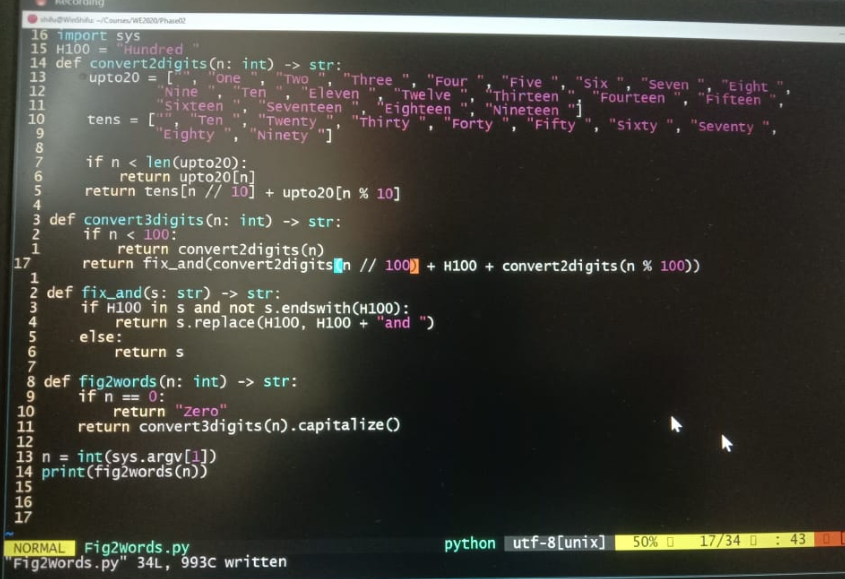 Recording
shillu@WinShillu: ~/Courses/WE2020/Phase02
16 import sys
15 H100 = "Hundred "
14 def convert2digits(n: int) -> str:
13 upto20 = ["", "One ", "Two ", "Three ", "Four ", "Five ", "Six ", "Seven ", "Eight ",
12 "Nine ", "Ten ", "Eleven ", "Twelve ", "Thirteen ", "Fourteen ", "Fifteen ",
11 "Sixteen ", "Seventeen ", "Eighteen ", "Nineteen "]
10 tens = ["", "Ten ", "Twenty ", "Thirty ", "Forty ", "Fifty ", "Sixty ", "Seventy ",
9 "Eighty ", "Ninety "]
8
7 if n < len(upto20):
6 return upto20[n]
5 return tens[n // 10] + upto20[n % 10]
4
3 def convert3digits(n: int) -> str:
2 if n < 100:
1 return convert2digits(n)
17 return fix_and(convert2digits(n // 100) + H100 + convert2digits(n % 100))
1
2 def fix_and(s: str) -> str:
3 if H100 in s and not s.endswith(H100):
4 return s.replace(H100, H100 + "and ")
5 else:
6 return s
7
8 def fig2words(n: int) -> str:
9 if n == 0:
10 return "Zero"
11 return convert3digits(n).capitalize()
12
13 n = int(sys.argv[1])
14 print(fig2words(n))
15
16
17
~
NORMAL Fig2Words.py python utf-8[unix] 50% 17/34 : 43
"Fig2Words.py" 34L, 993C written